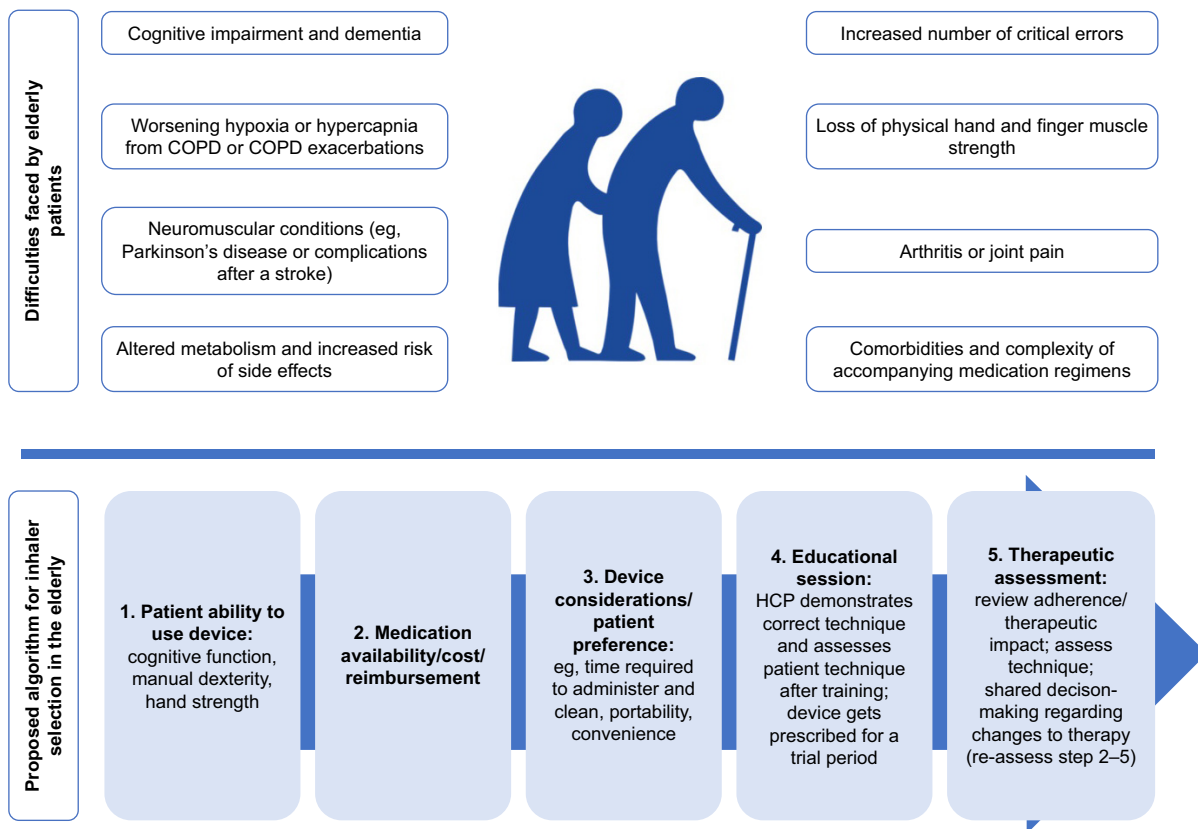 Difficulties faced by elderly
patients
Cognitive impairment and dementia
Worsening hypoxia or hypercapnia
from COPD or COPD exacerbations
Neuromuscular conditions (eg,
Parkinson's disease or complications
after a stroke)
Altered metabolism and increased risk
of side effects
Increased number of critical errors
Loss of physical hand and finger muscle
strength
Arthritis or joint pain
Comorbidities and complexity of
accompanying medication regimens
Proposed algorithm for inhaler
selection in the elderly
1. Patient ability to
use device:
cognitive function,
manual dexterity,
hand strength
2. Medication
availability/cost/
reimbursement
3. Device
considerations/
patient
preference:
eg, time required
to administer and
clean, portability,
convenience
4. Educational
session:
HCP demonstrates
correct technique
and assesses
patient technique
after training;
device gets
prescribed for a
trial period
5. Therapeutic
assessment:
review adherence/
therapeutic
impact; assess
technique;
shared decison-
making regarding
changes to therapy
(re-assess step 2–5)